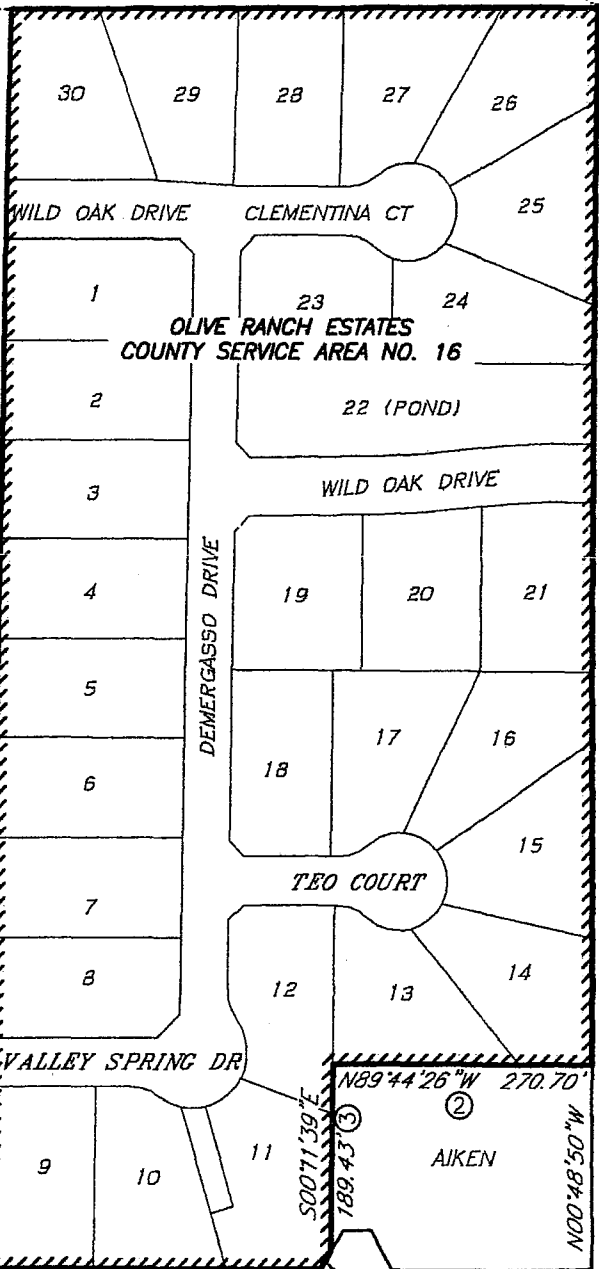 30
29
28
27
26
25
WILD OAK DRIVE
CLEMENTINA CT
1
23
24
OLIVE RANCH ESTATES
COUNTY SERVICE AREA NO. 16
2
22 (POND)
3
WILD OAK DRIVE
4
19
20
21
DEMERGASSO DRIVE
5
6
18
17
16
15
7
TEO COURT
8
12
13
14
VALLEY SPRING DR
N89°44'26"W 270.70'
S00°11'39"E
189.43'
3
2
9
10
11
AIKEN
N00°48'50"W